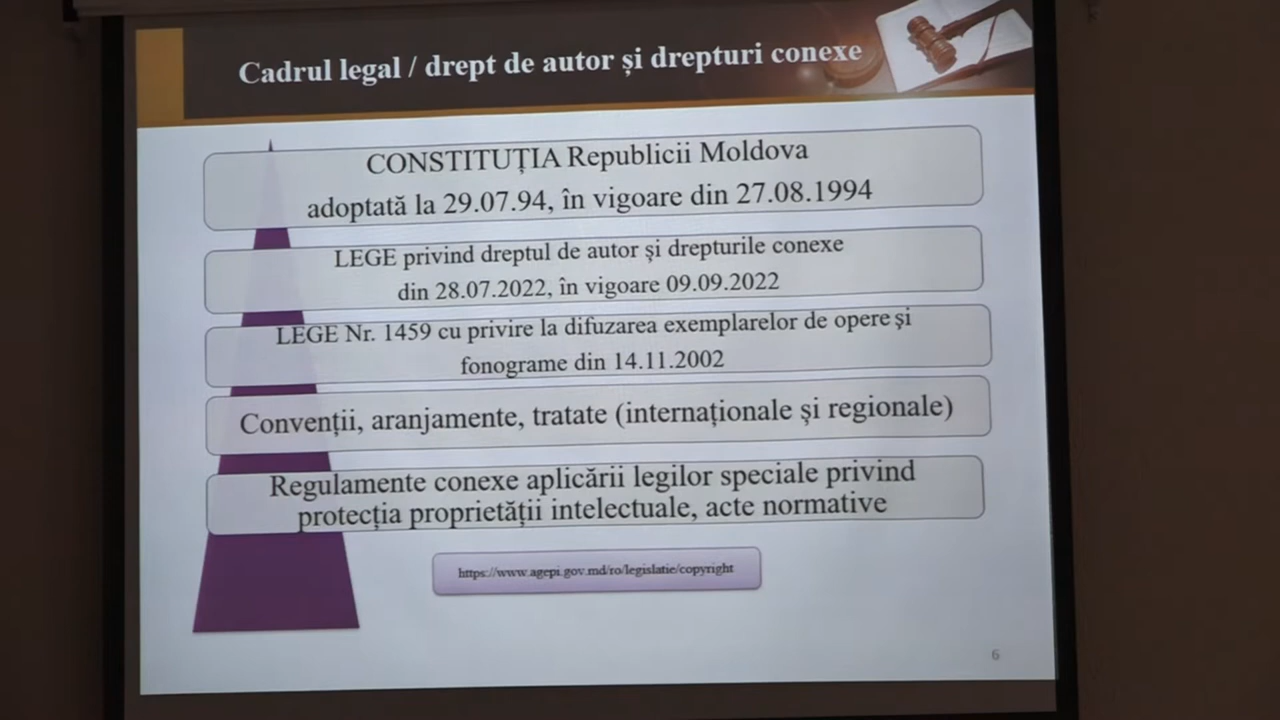 Cadrul legal / drept de autor și drepturi conexe
CONSTITUȚIA Republicii Moldova
adoptată la 29.07.94, în vigoare din 27.08.1994
LEGE privind dreptul de autor şi drepturile conexe
din 28.07.2022, în vigoare 09.09.2022
LEGE Nr. 1459 cu privire la difuzarea exemplarelor de opere şi
fonograme din 14.11.2002
Convenții, aranjamente, tratate (internaționale şi regionale)
Regulamente conexe aplicării legilor speciale privind
protecția proprietății intelectuale, acte normative
https://www.agepi.gov.md/ro/legislatie/copyright
6